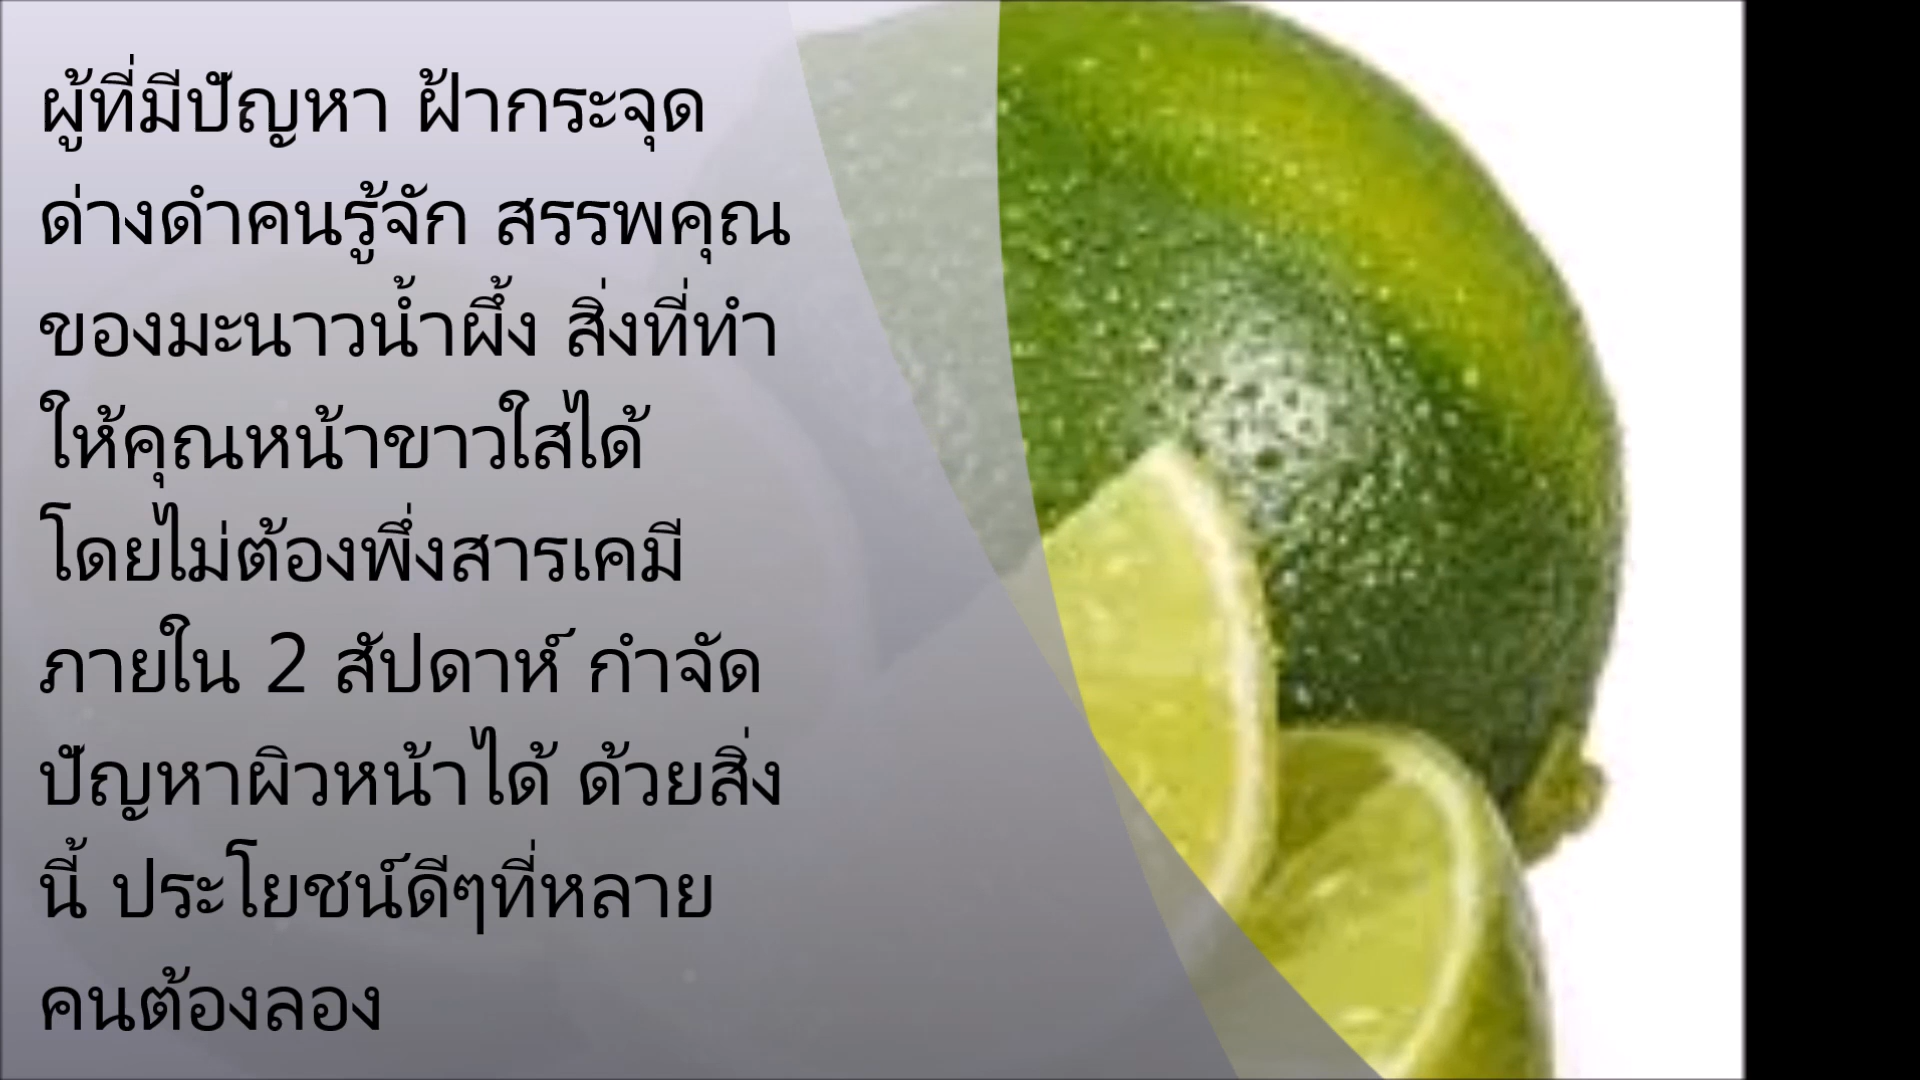 ผู้ที่มีปัญหา ฝ้ากระจุด
ด่างดำคนรู้จัก สรรพคุณ
ของมะนาวน้ำผึ้ง สิ่งที่ทำ
ให้คุณหน้าขาวใสได้
โดยไม่ต้องพึ่งสารเคมี
ภายใน 2 สัปดาห์ กำจัด
ปัญหาผิวหน้าได้ ด้วยสิ่ง
นี้ ประโยชน์ดีๆที่หลาย
คนต้องลอง